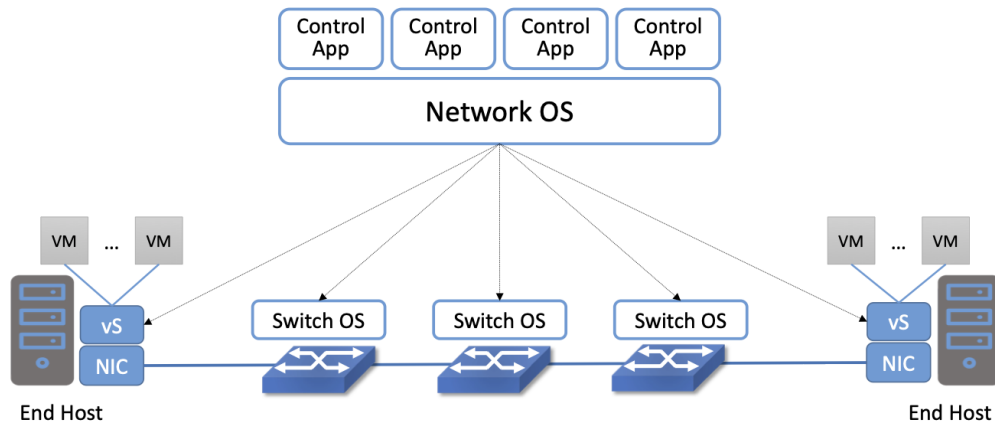 Control
App
Control
App
Control
App
Control
App
Network OS
VM ... VM
VM ... VM
vS
Switch OS
Switch OS
Switch OS
vS
NIC
NIC
End Host
End Host